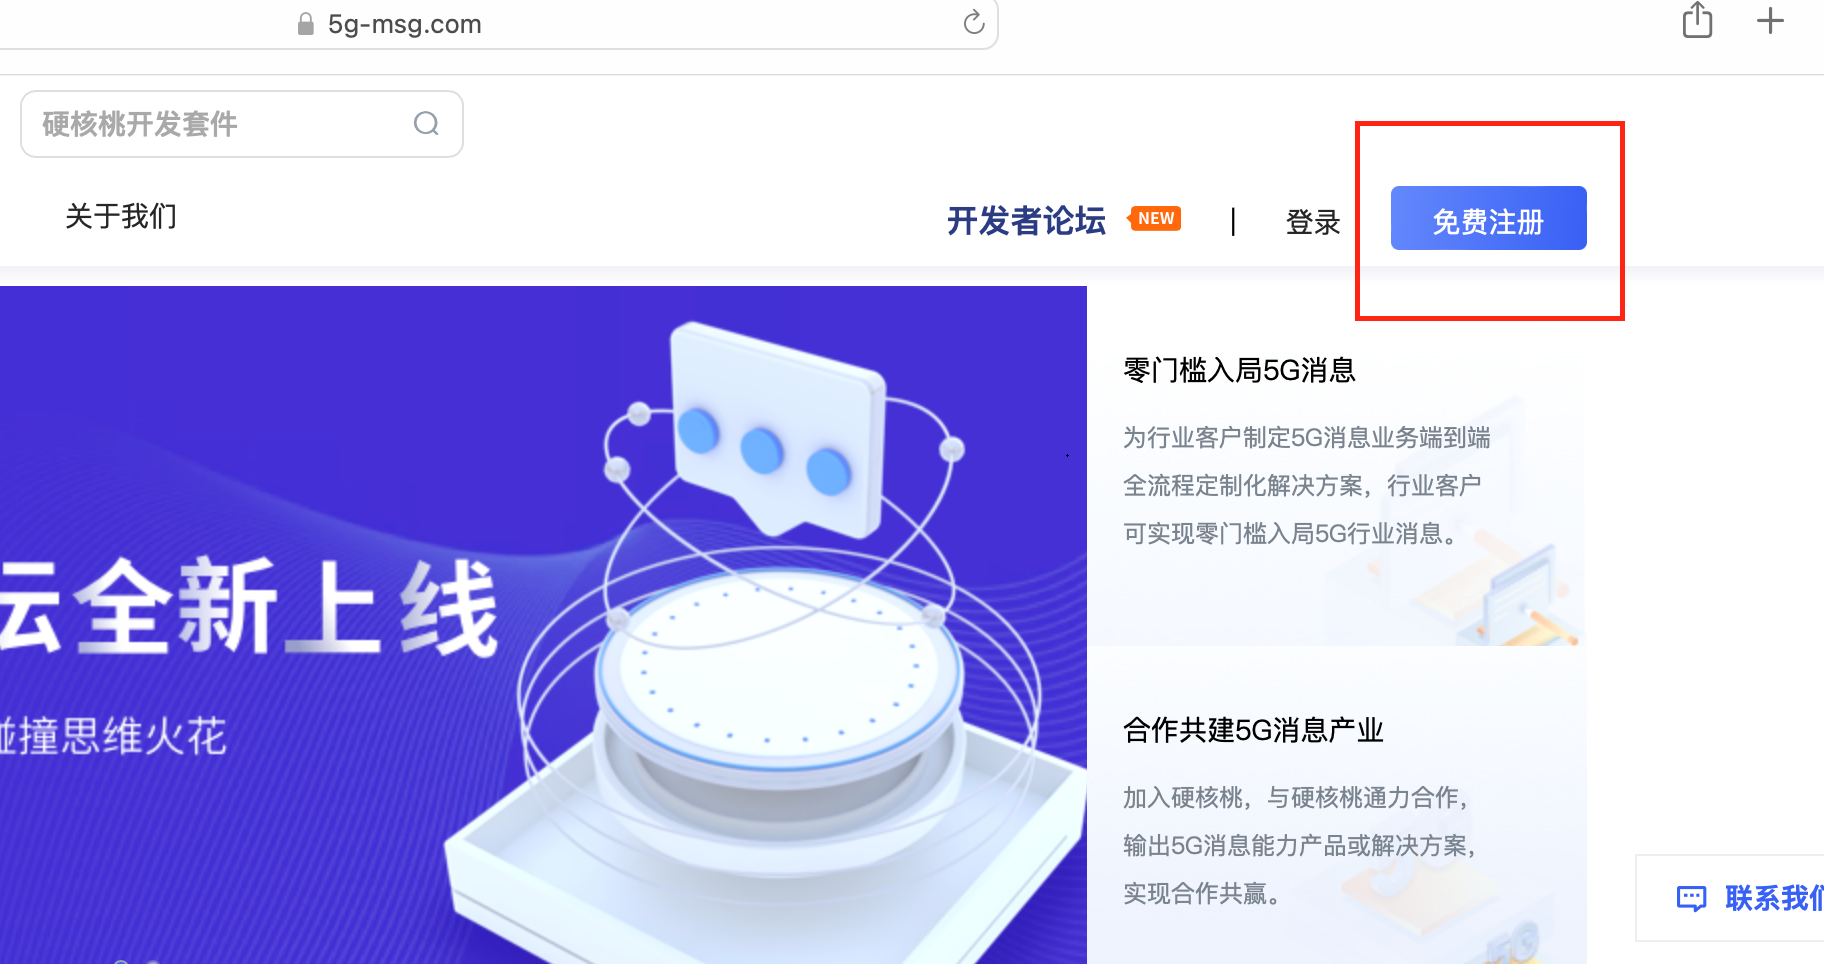 5g-msg.com
硬核桃开发套件
关于我们
开发者论坛 NEW | 登录 免费注册
零门槛入局5G消息
为行业客户制定5G消息业务端到端
全流程定制化解决方案，行业客户
可实现零门槛入局5G行业消息。
坛全新上线
碰撞思维火花
合作共建5G消息产业
加入硬核桃，与硬核桃通力合作，
输出5G消息能力产品或解决方案，
实现合作共赢。
5G
联系我们